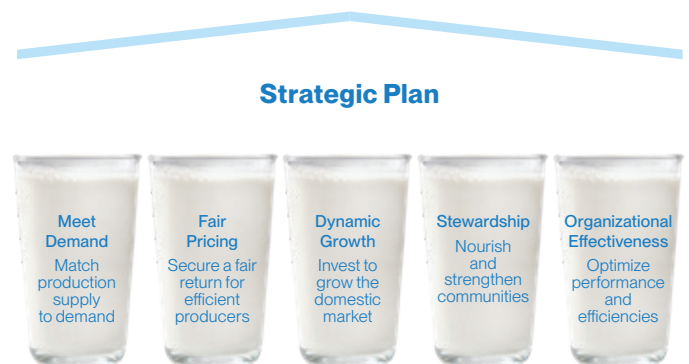 Strategic Plan
Meet
Demand
Match
production
supply
to demand
Fair
Pricing
Secure a fair
return for
efficient
producers
Dynamic
Growth
Invest to
grow the
domestic
market
Stewardship
Nourish
and
strengthen
communities
Organizational
Effectiveness
Optimize
performance
and
efficiencies